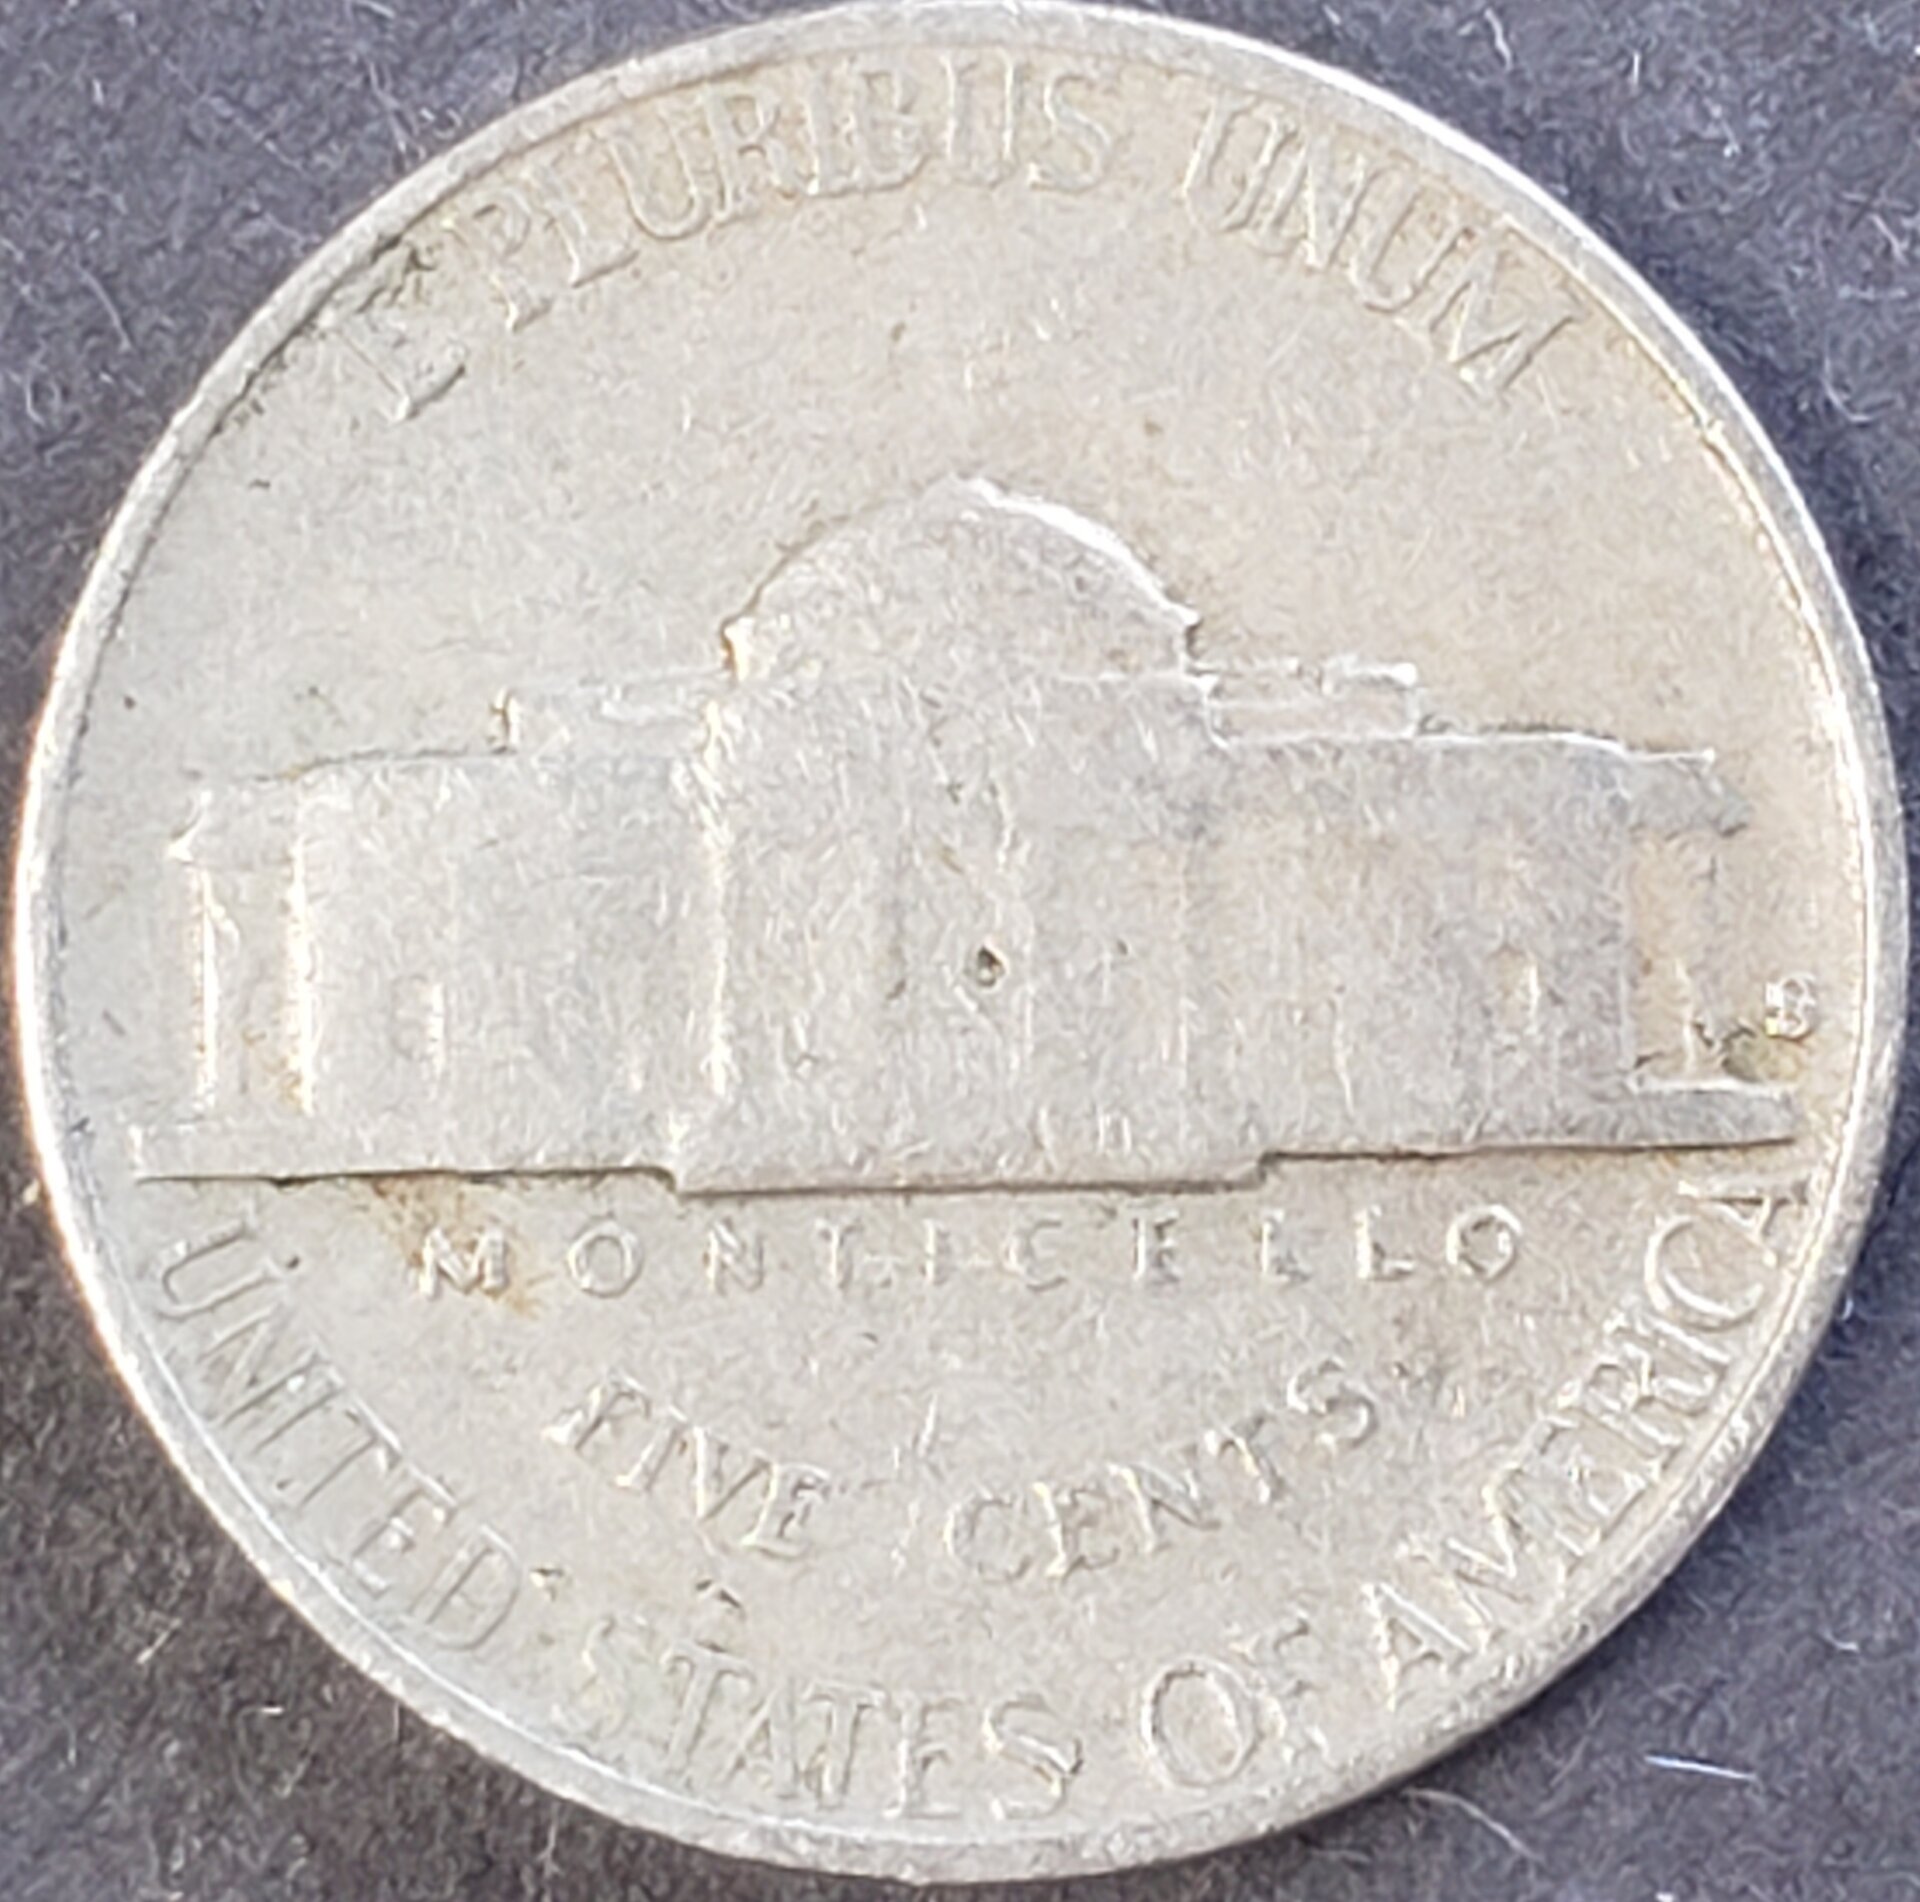 E PLURIBUS UNUM
D
MONTICELLO
FIVE CENTS
UNITED STATES OF AMERICA